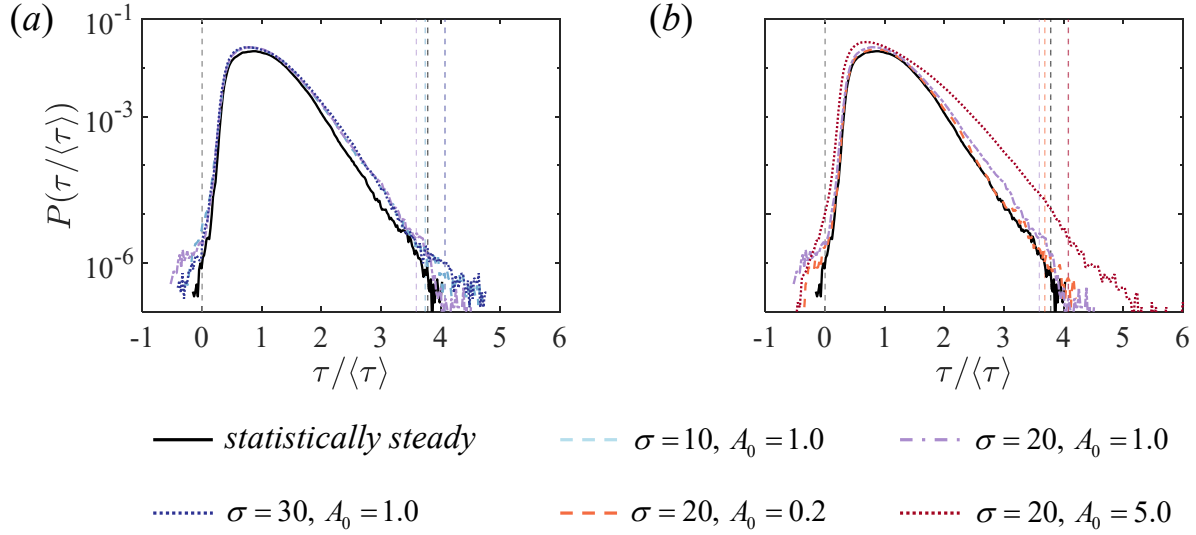 (a)
(b)
10⁻¹
10⁻³
10⁻⁶
P(τ/⟨τ⟩)
-1 0 1 2 3 4 5 6
-1 0 1 2 3 4 5 6
τ/⟨τ⟩
τ/⟨τ⟩
statistically steady
σ = 10, A₀ = 1.0
σ = 20, A₀ = 1.0
σ = 30, A₀ = 1.0
σ = 20, A₀ = 0.2
σ = 20, A₀ = 5.0